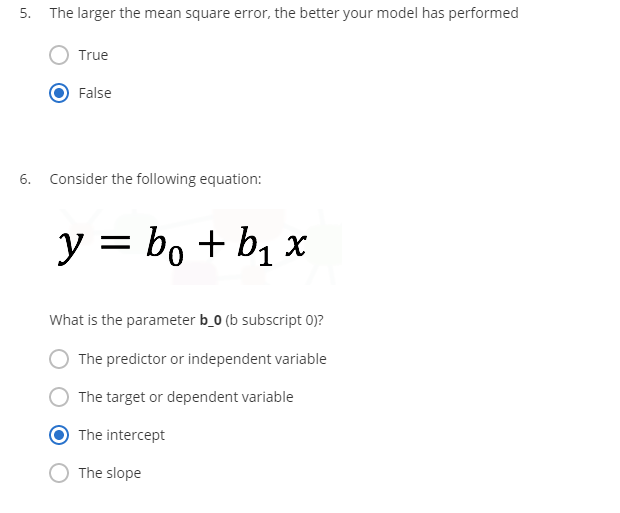 5. The larger the mean square error, the better your model has performed
True
False
6. Consider the following equation:
y = b₀ + b₁ x
What is the parameter b_0 (b subscript 0)?
The predictor or independent variable
The target or dependent variable
The intercept
The slope